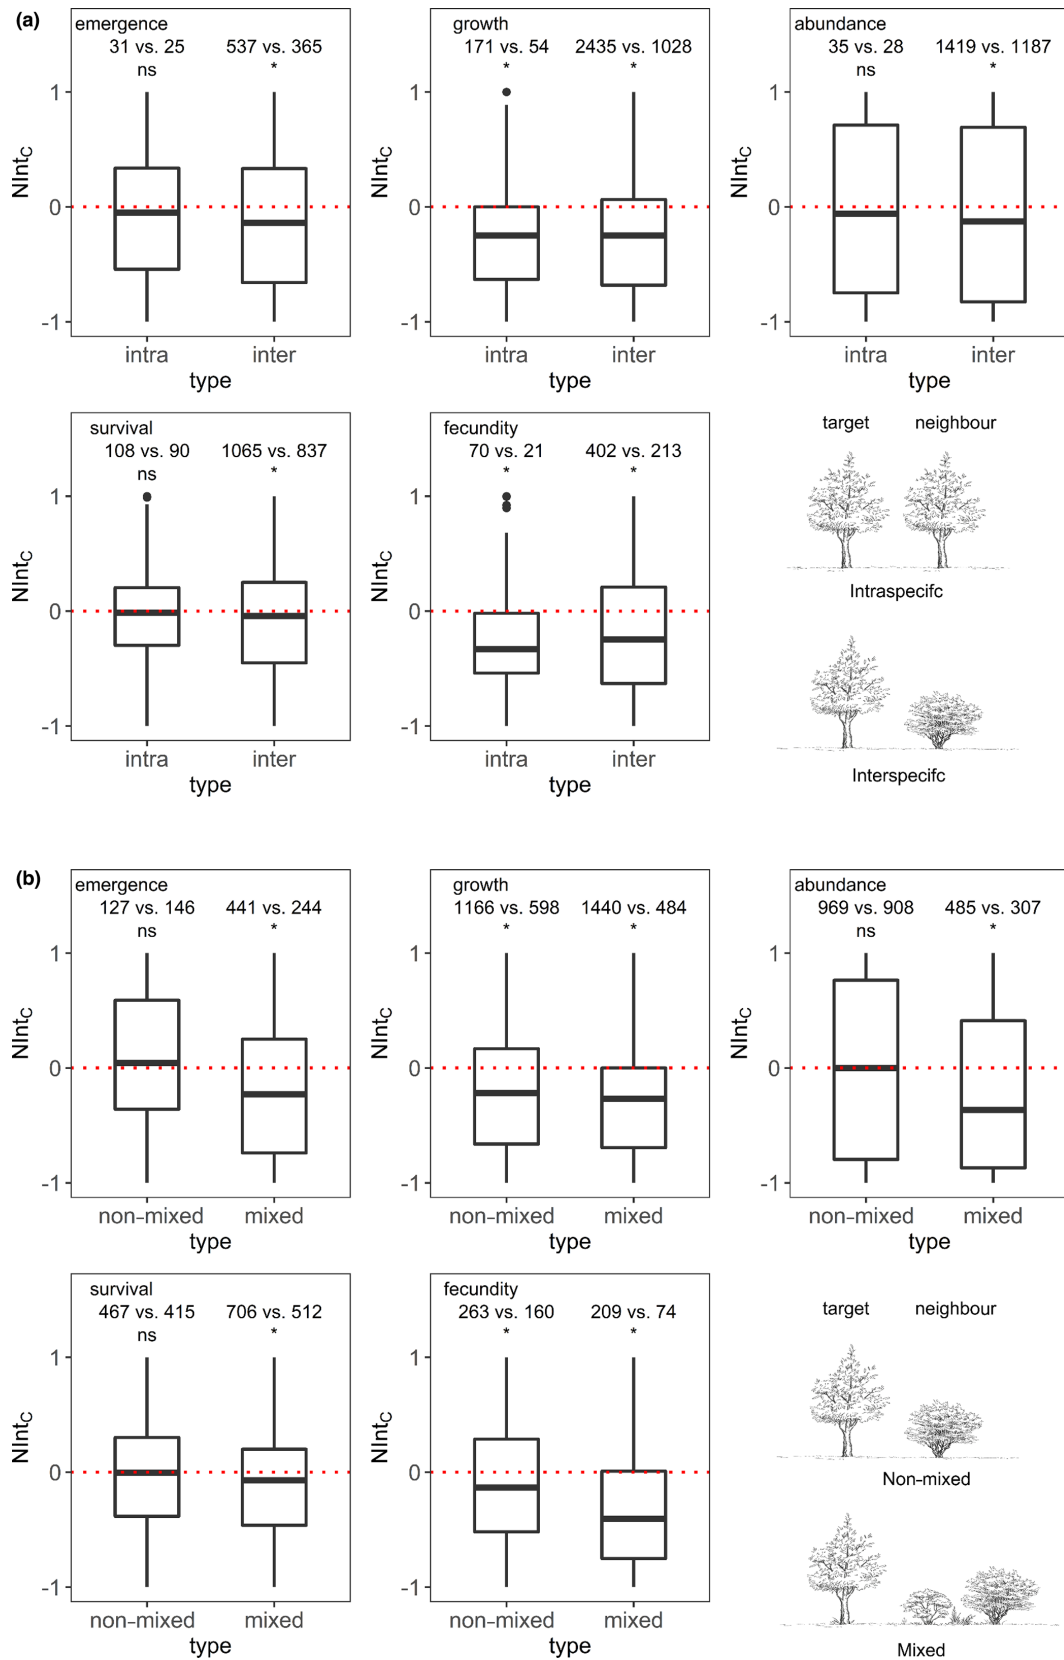 (a)
emergence
31 vs. 25 537 vs. 365
ns *
1
0
-1
NIntC
intra inter
type
growth
171 vs. 54 2435 vs. 1028
* *
1
0
-1
NIntC
intra inter
type
abundance
35 vs. 28 1419 vs. 1187
ns *
1
0
-1
NIntC
intra inter
type
survival
108 vs. 90 1065 vs. 837
ns *
1
0
-1
NIntC
intra inter
type
fecundity
70 vs. 21 402 vs. 213
* *
1
0
-1
NIntC
intra inter
type
target neighbour
Intraspecifc
Interspecifc
(b)
emergence
127 vs. 146 441 vs. 244
ns *
1
0
-1
NIntC
non-mixed mixed
type
growth
1166 vs. 598 1440 vs. 484
* *
1
0
-1
NIntC
non-mixed mixed
type
abundance
969 vs. 908 485 vs. 307
ns *
1
0
-1
NIntC
non-mixed mixed
type
survival
467 vs. 415 706 vs. 512
ns *
1
0
-1
NIntC
non-mixed mixed
type
fecundity
263 vs. 160 209 vs. 74
* *
1
0
-1
NIntC
non-mixed mixed
type
target neighbour
Non-mixed
Mixed